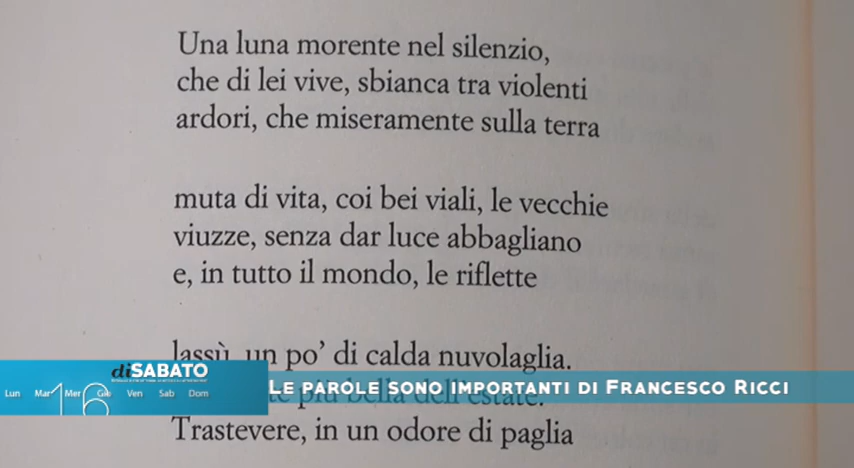 Una luna morente nel silenzio,
che di lei vive, sbianca tra violenti
ardori, che miseramente sulla terra
muta di vita, coi bei viali, le vecchie
viuzze, senza dar luce abbagliano
e, in tutto il mondo, le riflette
lassù, un po' di calda nuvolaglia.
più bella dell'estate.
Trastevere, in un odore di paglia
diSABATO
Lun Mar Mer Gio Ven Sab Dom
16
LE PAROLE SONO IMPORTANTI DI FRANCESCO RICCI